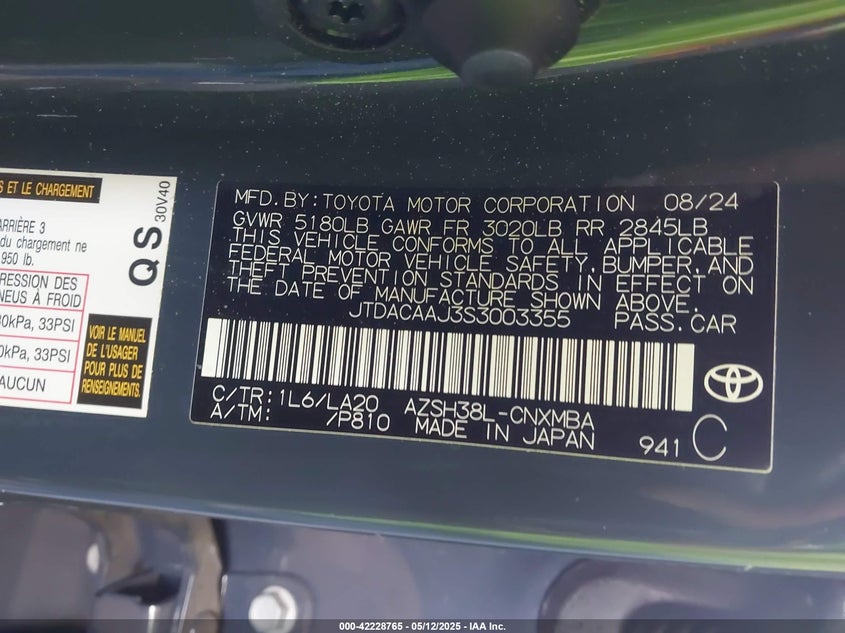 S ET LE CHARGEMENT
ARRIÈRE 3
du chargement ne
950 lb.
RESSION DES
NEUS À FROID
0kPa, 33PSI
0kPa, 33PSI
AUCUN
QS
30V40
VOIR LE MANUEL
DE L'USAGER
POUR PLUS DE
RENSEIGNEMENTS.
MFD. BY: TOYOTA MOTOR CORPORATION 08/24
GVWR 5180LB GAWR FR 3020LB RR 2845LB
THIS VEHICLE CONFORMS TO ALL APPLICABLE
FEDERAL MOTOR VEHICLE SAFETY, BUMPER, AND
THEFT PREVENTION STANDARDS IN EFFECT ON
THE DATE OF MANUFACTURE SHOWN ABOVE.
JTDACAAJ3S3003355 PASS. CAR
C/TR: 1L6/LA20 AZSH38L-CNXMBA
A/TM: /P810 MADE IN JAPAN 941 C
000-42228765 - 05/12/2025 - IAA Inc.